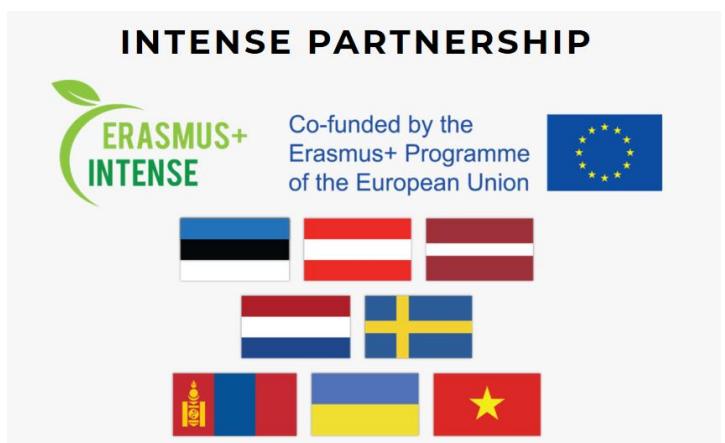 INTENSE PARTNERSHIP
ERASMUS+
INTENSE
Co-funded by the
Erasmus+ Programme
of the European Union